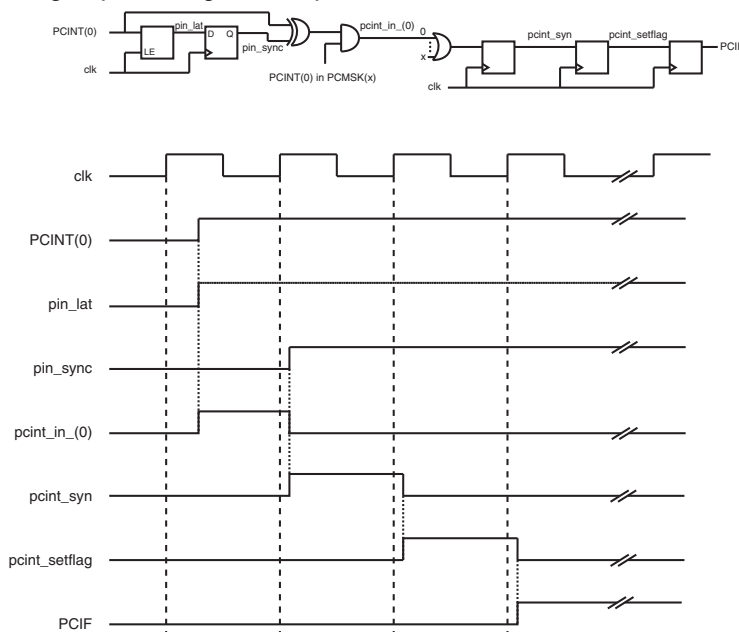 PCINT(0)
LE
pin_lat
D Q
pin_sync
clk
PCINT(0) in PCMSK(x)
pcint_in_(0)
0
x
pcint_syn
pcint_setflag
clk
clk
PCINT(0)
pin_lat
pin_sync
pcint_in_(0)
pcint_syn
pcint_setflag
PCIF